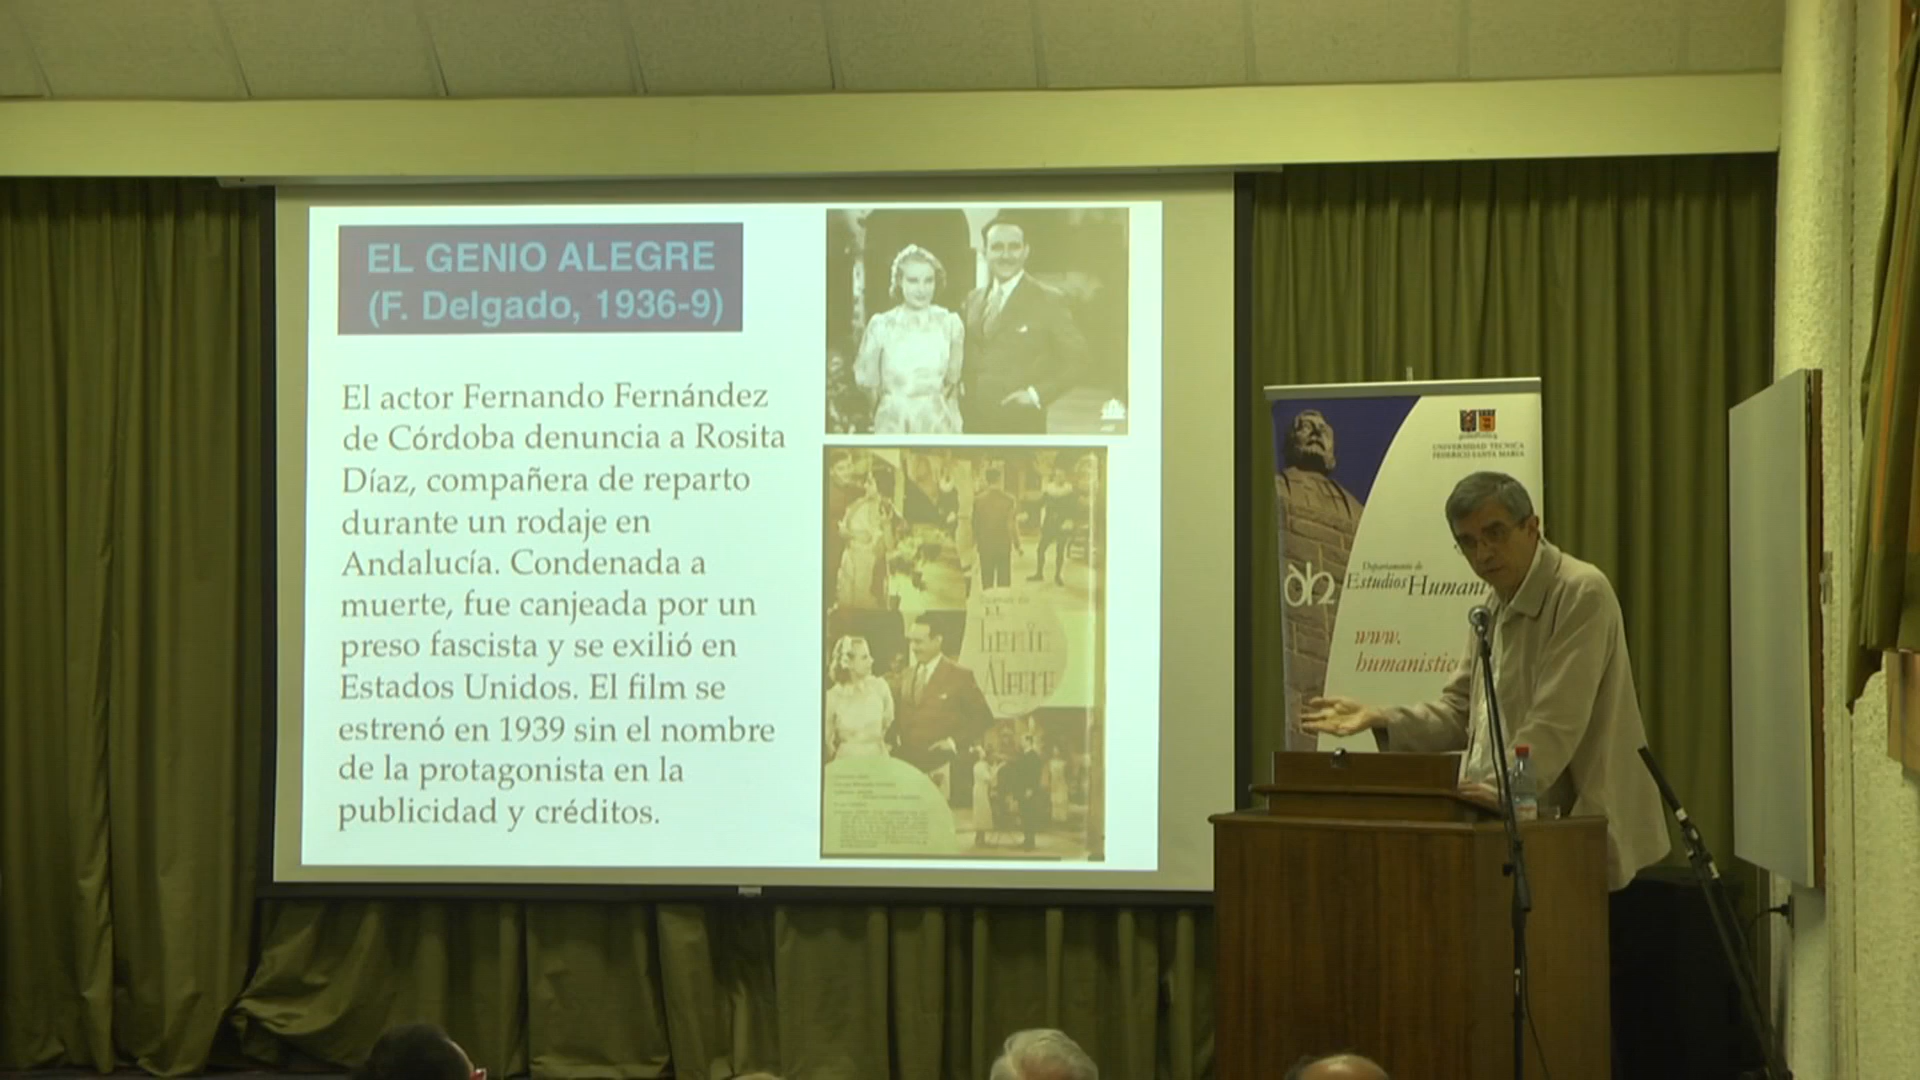 EL GENIO ALEGRE
(F. Delgado, 1936-9)
El actor Fernando Fernández
de Córdoba denuncia a Rosita
Díaz, compañera de reparto
durante un rodaje en
Andalucía. Condenada a
muerte, fue canjeada por un
preso fascista y se exilió en
Estados Unidos. El film se
estrenó en 1939 sin el nombre
de la protagonista en la
publicidad y créditos.
Genio
Alegre
UNIVERSIDAD TECNICA
FEDERICO SANTA MARIA
Departamento de
Estudios Humani
www.
humanistic